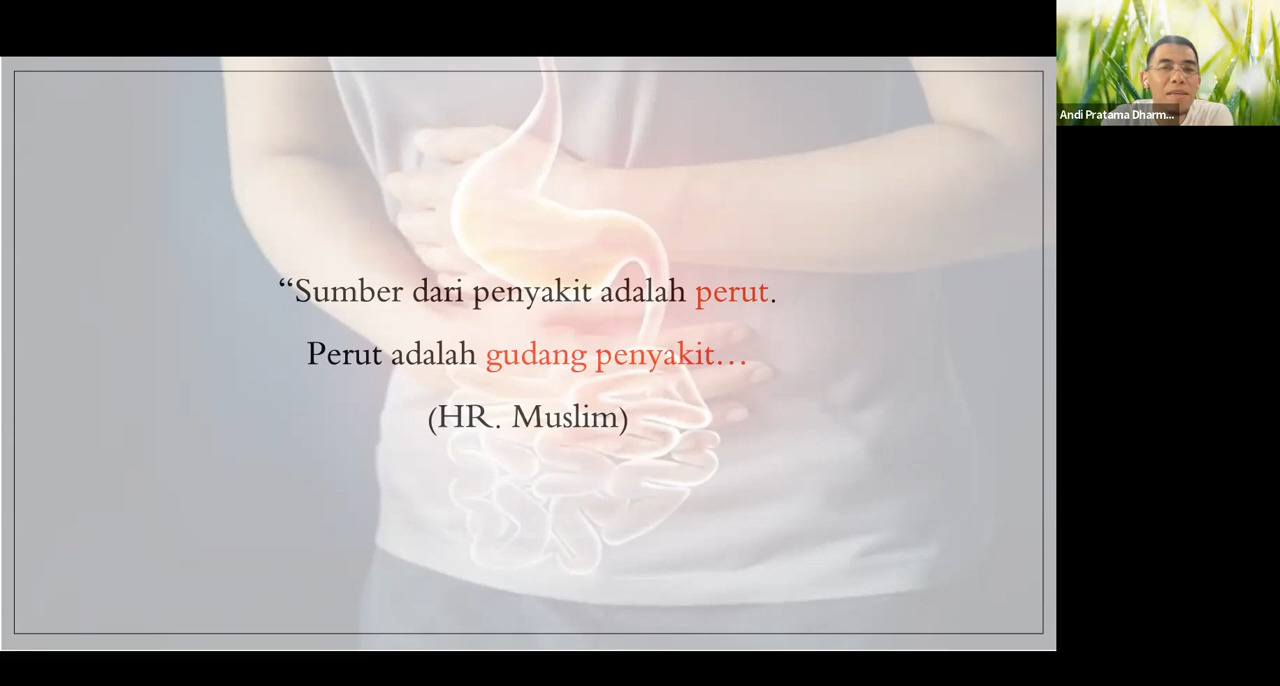 “Sumber dari penyakit adalah perut.
Perut adalah gudang penyakit…
(HR. Muslim)
Andi Pratama Dharm...